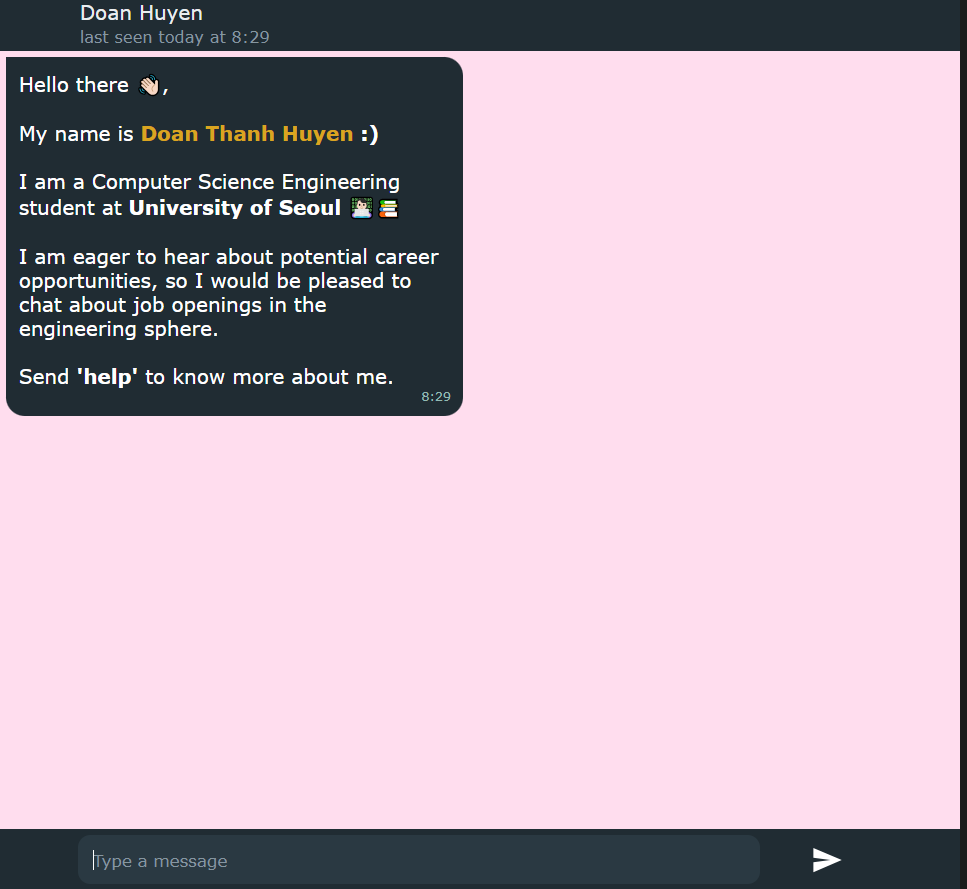 Doan Huyen
last seen today at 8:29
Hello there 👋🏻,
My name is Doan Thanh Huyen :)
I am a Computer Science Engineering
student at University of Seoul 👩🏻‍💻📚
I am eager to hear about potential career
opportunities, so I would be pleased to
chat about job openings in the
engineering sphere.
Send 'help' to know more about me.
8:29
Type a message